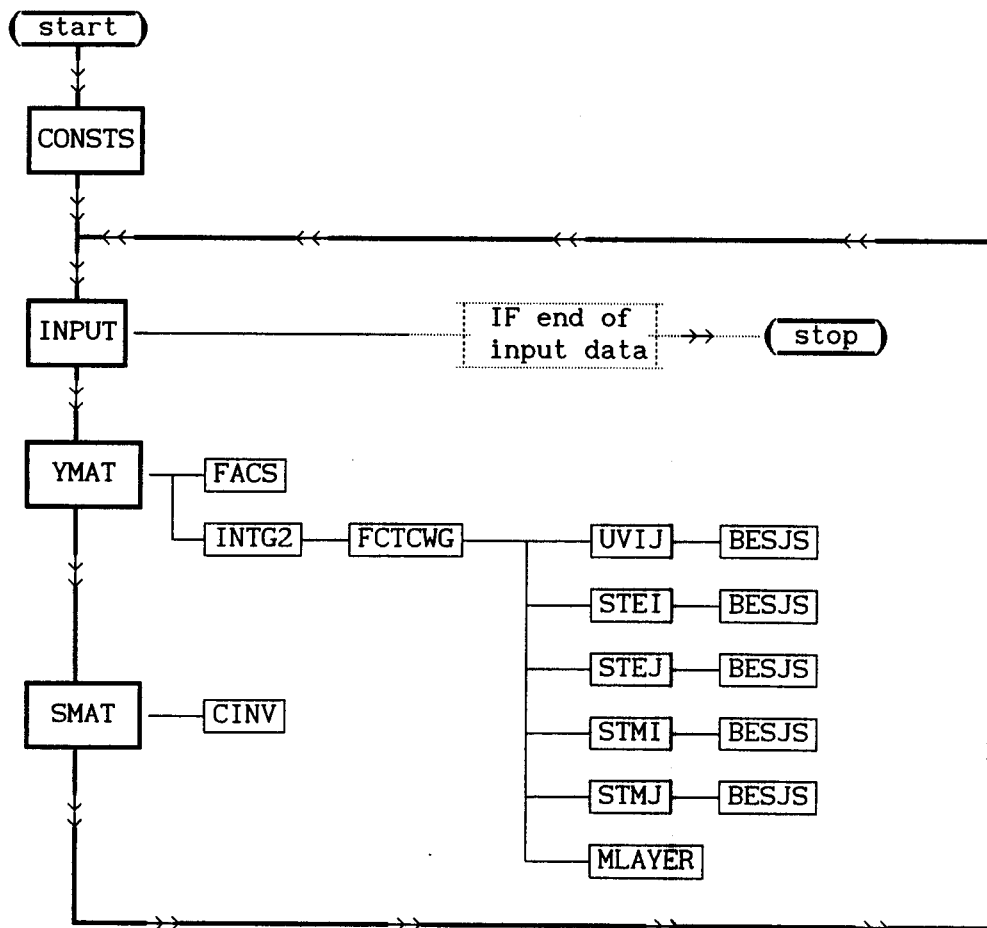 start
CONSTS
INPUT
IF end of
input data
stop
YMAT
FACS
INTG2
FCTCWG
UVIJ
BESJS
STEI
BESJS
STEJ
BESJS
SMAT
CINV
STMI
BESJS
STMJ
BESJS
MLAYER